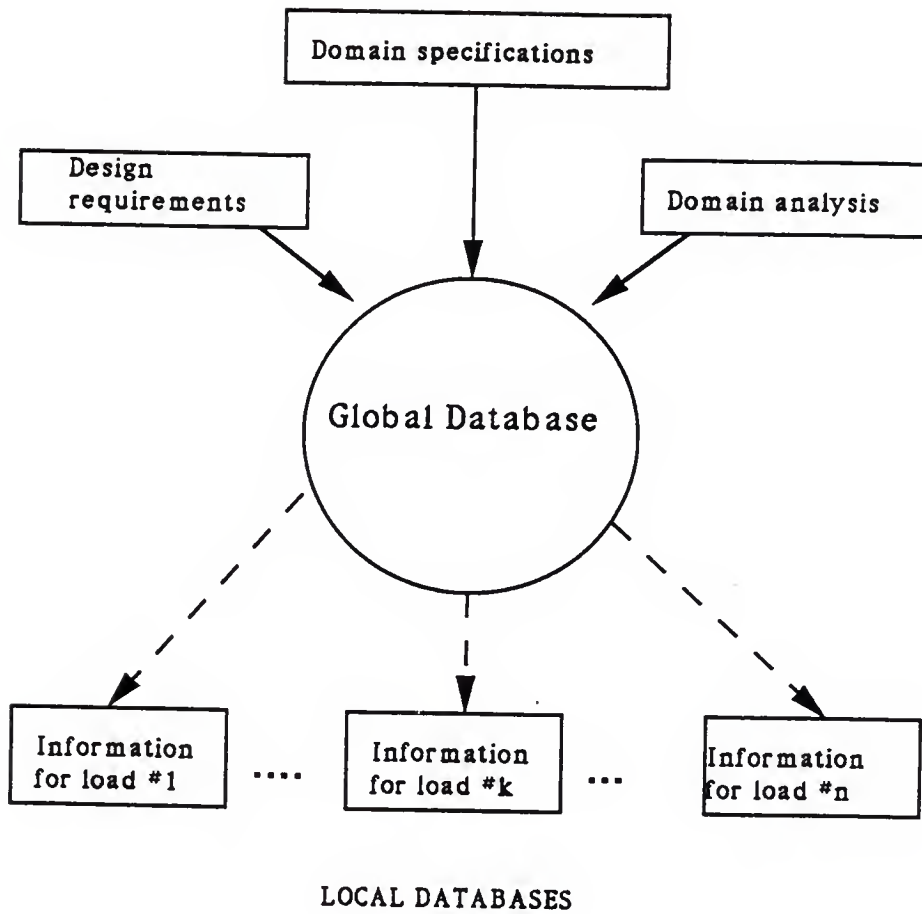 Domain specifications
Design
requirements
Domain analysis
Global Database
Information
for load #1
....
Information
for load #k
...
Information
for load #n
LOCAL DATABASES